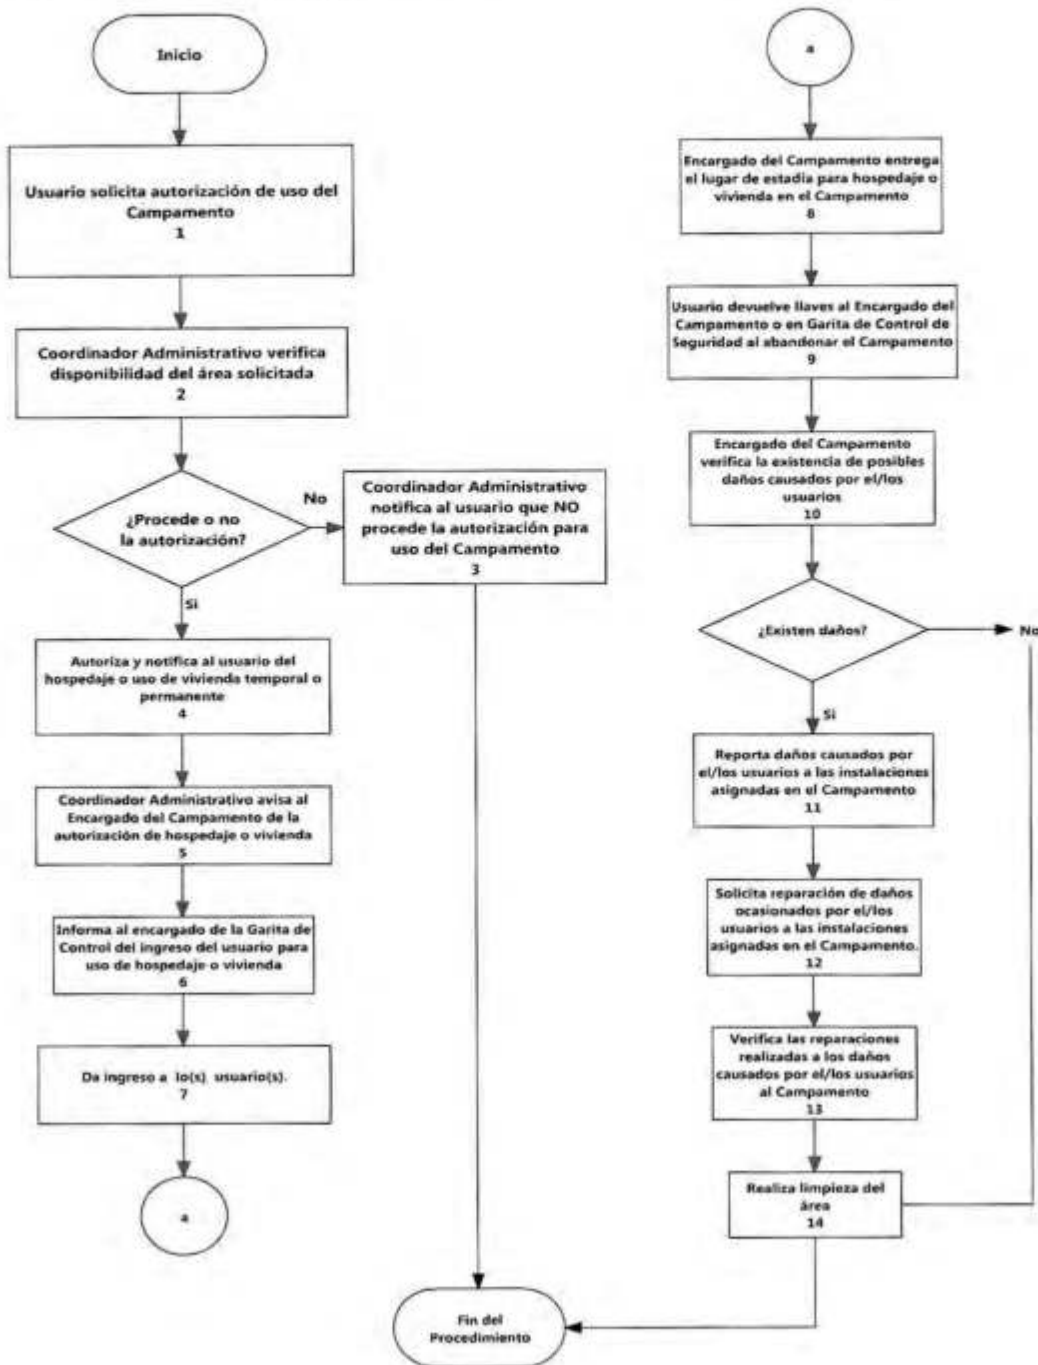 Inicio
Usuario solicita autorización de uso del
Campamento
1
Coordinador Administrativo verifica
disponibilidad del área solicitada
2
¿Procede o no
la autorización?
No
Coordinador Administrativo
notifica al usuario que NO
procede la autorización para
uso del Campamento
3
Si
Autoriza y notifica al usuario del
hospedaje o uso de vivienda temporal o
permanente
4
Coordinador Administrativo avisa al
Encargado del Campamento de la
autorización de hospedaje o vivienda
5
Informa al encargado de la Garita de
Control del ingreso del usuario para
uso de hospedaje o vivienda
6
Da ingreso a lo(s) usuario(s).
7
a
a
Encargado del Campamento entrega
el lugar de estadía para hospedaje o
vivienda en el Campamento
8
Usuario devuelve llaves al Encargado del
Campamento o en Garita de Control de
Seguridad al abandonar el Campamento
9
Encargado del Campamento
verifica la existencia de posibles
daños causados por el/los
usuarios
10
¿Existen daños?
No
Si
Reporta daños causados por
el/los usuarios a las instalaciones
asignadas en el Campamento
11
Solicita reparación de daños
ocasionados por el/los
usuarios a las instalaciones
asignadas en el Campamento.
12
Verifica las reparaciones
realizadas a los daños
causados por el/los usuarios
al Campamento
13
Realiza limpieza del
área
14
Fin del
Procedimiento